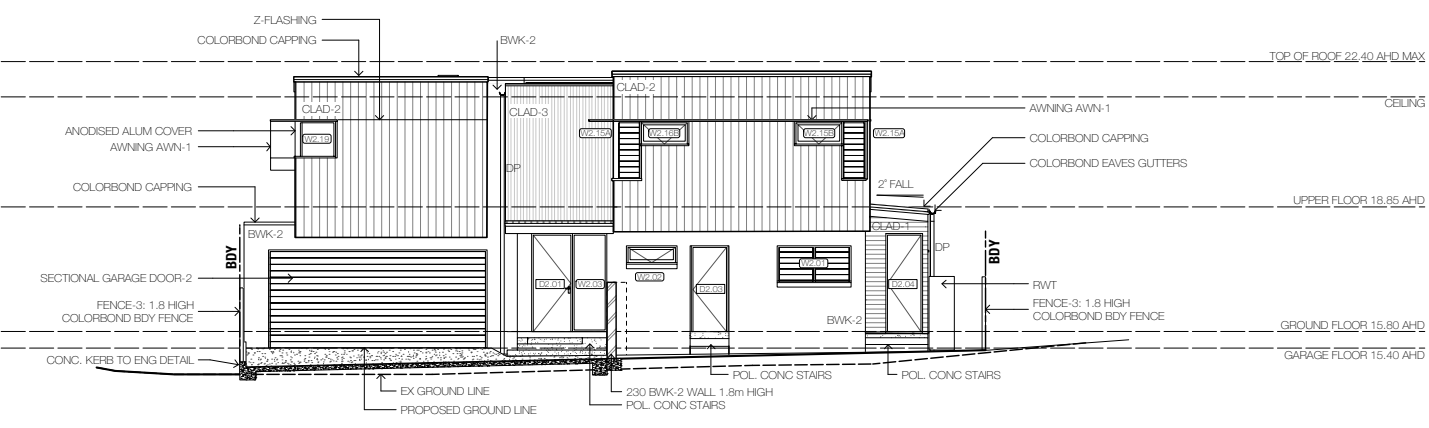 Z-FLASHING
COLORBOND CAPPING
BWK-2
TOP OF ROOF 22.40 AHD MAX
CLAD-2
CLAD-2
CLAD-3
CEILING
AWNING AWN-1
ANODISED ALUM COVER
AWNING AWN-1
W2.19
W2.15A
W2.16B
W2.15B
W2.15A
COLORBOND CAPPING
COLORBOND EAVES GUTTERS
DP
2° FALL
COLORBOND CAPPING
UPPER FLOOR 18.85 AHD
BWK-2
CLAD-1
BDY
DP
BDY
SECTIONAL GARAGE DOOR-2
D2.01
W2.03
W2.02
D2.03
W2.01
D2.04
RWT
FENCE-3: 1.8 HIGH
COLORBOND BDY FENCE
FENCE-3: 1.8 HIGH
COLORBOND BDY FENCE
BWK-2
GROUND FLOOR 15.80 AHD
GARAGE FLOOR 15.40 AHD
CONC. KERB TO ENG DETAIL
POL. CONC STAIRS
POL. CONC STAIRS
EX GROUND LINE
230 BWK-2 WALL 1.8m HIGH
POL. CONC STAIRS
PROPOSED GROUND LINE